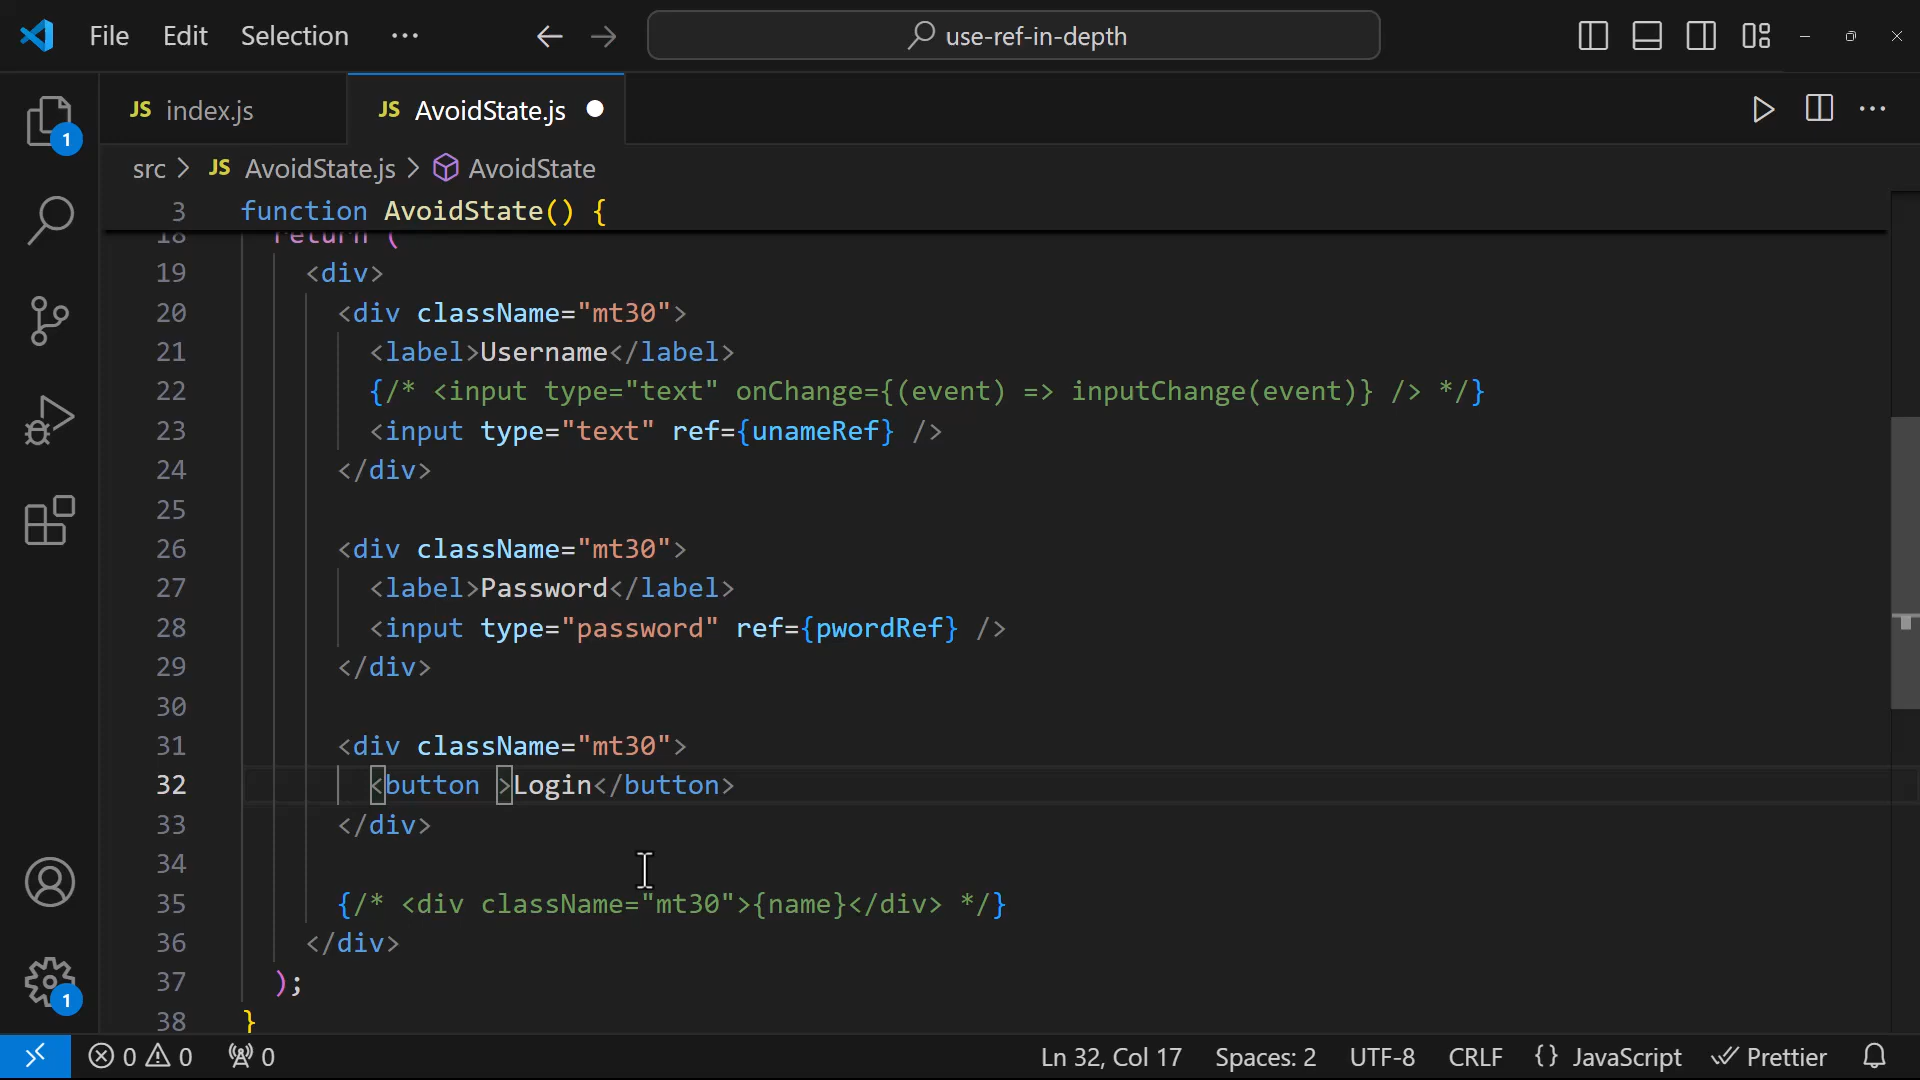 File Edit Selection ··· use-ref-in-depth
JS index.js JS AvoidState.js
src > JS AvoidState.js > AvoidState
3 function AvoidState() {
18 return (
19 <div>
20 <div className="mt30">
21 <label>Username</label>
22 {/* <input type="text" onChange={(event) => inputChange(event)} /> */}
23 <input type="text" ref={unameRef} />
24 </div>
25
26 <div className="mt30">
27 <label>Password</label>
28 <input type="password" ref={pwordRef} />
29 </div>
30
31 <div className="mt30">
32 <button >Login</button>
33 </div>
34
35 {/* <div className="mt30">{name}</div> */}
36 </div>
37 );
38 }
1
1
0 0 0 Ln 32, Col 17 Spaces: 2 UTF-8 CRLF {} JavaScript Prettier